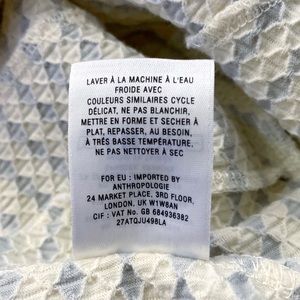 LAVER À LA MACHINE À L'EAU
FROIDE AVEC
COULEURS SIMILAIRES CYCLE
DÉLICAT, NE PAS BLANCHIR,
METTRE EN FORME ET SECHER À
PLAT, REPASSER, AU BESOIN,
À TRÈS BASSE TEMPÉRATURE,
NE PAS NETTOYER À SEC
FOR EU : IMPORTED BY
ANTHROPOLOGIE
24 MARKET PLACE, 3RD FLOOR,
LONDON, UK W1W8AN
CIF : VAT No. GB 684936382
27ATQJU498LA